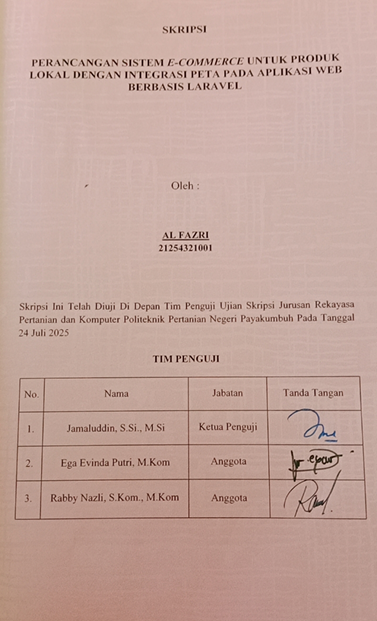 SKRIPSI
PERANCANGAN SISTEM E-COMMERCE UNTUK PRODUK
LOKAL DENGAN INTEGRASI PETA PADA APLIKASI WEB
BERBASIS LARAVEL
Oleh :
AL FAZRI
21254321001
Skripsi Ini Telah Diuji Di Depan Tim Penguji Ujian Skripsi Jurusan Rekayasa
Pertanian dan Komputer Politeknik Pertanian Negeri Payakumbuh Pada Tanggal
24 Juli 2025
TIM PENGUJI
No. Nama Jabatan Tanda Tangan
1. Jamaluddin, S.Si., M.Si Ketua Penguji
2. Ega Evinda Putri, M.Kom Anggota
3. Rabby Nazli, S.Kom., M.Kom Anggota